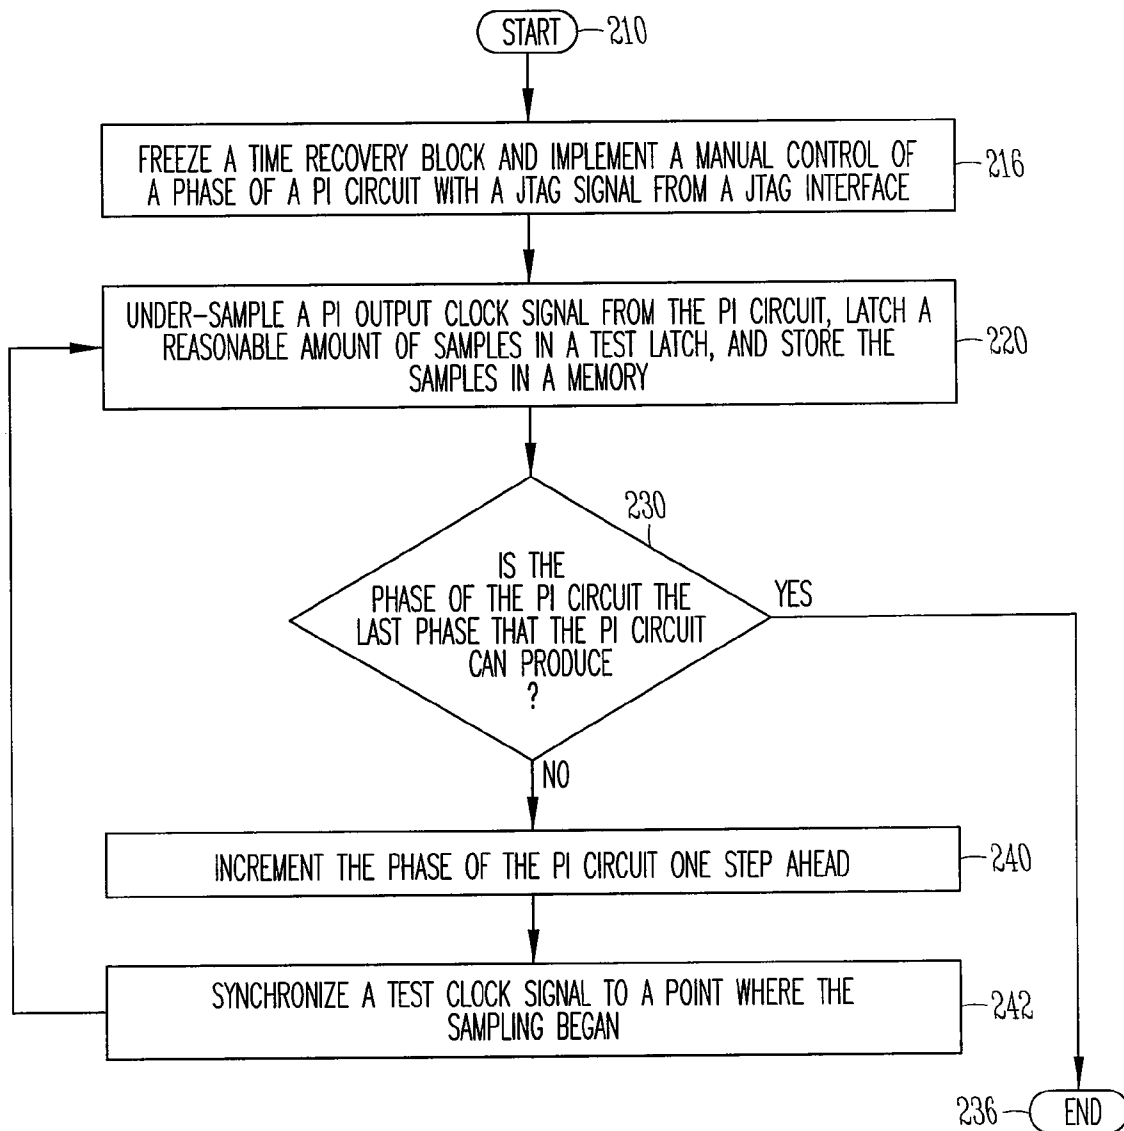 START
210
FREEZE A TIME RECOVERY BLOCK AND IMPLEMENT A MANUAL CONTROL OF
A PHASE OF A PI CIRCUIT WITH A JTAG SIGNAL FROM A JTAG INTERFACE
216
UNDER-SAMPLE A PI OUTPUT CLOCK SIGNAL FROM THE PI CIRCUIT, LATCH A
REASONABLE AMOUNT OF SAMPLES IN A TEST LATCH, AND STORE THE
SAMPLES IN A MEMORY
220
230
IS THE
PHASE OF THE PI CIRCUIT THE
LAST PHASE THAT THE PI CIRCUIT
CAN PRODUCE
?
YES
NO
INCREMENT THE PHASE OF THE PI CIRCUIT ONE STEP AHEAD
240
SYNCHRONIZE A TEST CLOCK SIGNAL TO A POINT WHERE THE
SAMPLING BEGAN
242
236
END